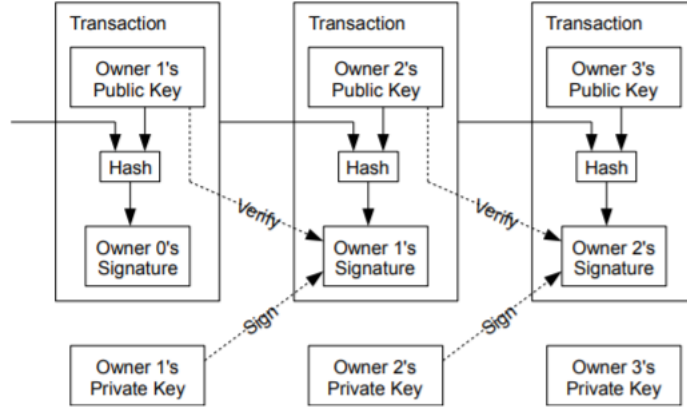 Transaction
Transaction
Transaction
Owner 1's
Public Key
Owner 2's
Public Key
Owner 3's
Public Key
Hash
Hash
Hash
Verify
Verify
Owner 0's
Signature
Owner 1's
Signature
Owner 2's
Signature
Sign
Sign
Owner 1's
Private Key
Owner 2's
Private Key
Owner 3's
Private Key